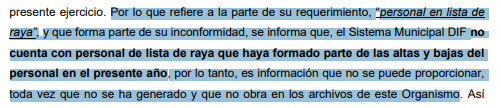 presente ejercicio. Por lo que refiere a la parte de su requerimiento, “personal en lista de
raya”, y que forma parte de su inconformidad, se informa que, el Sistema Municipal DIF no
cuenta con personal de lista de raya que haya formado parte de las altas y bajas del
personal en el presente año, por lo tanto, es información que no se puede proporcionar,
toda vez que no se ha generado y que no obra en los archivos de este Organismo. Así